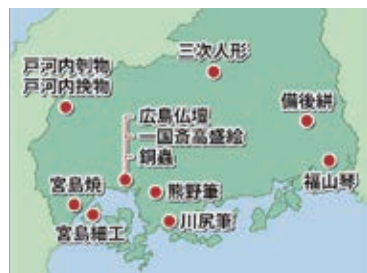 三次人形
戸河内刳物
戸河内挽物
備後絣
広島仏壇
一国斎高盛絵
銅蟲
福山琴
宮島焼
熊野筆
宮島細工
川尻筆